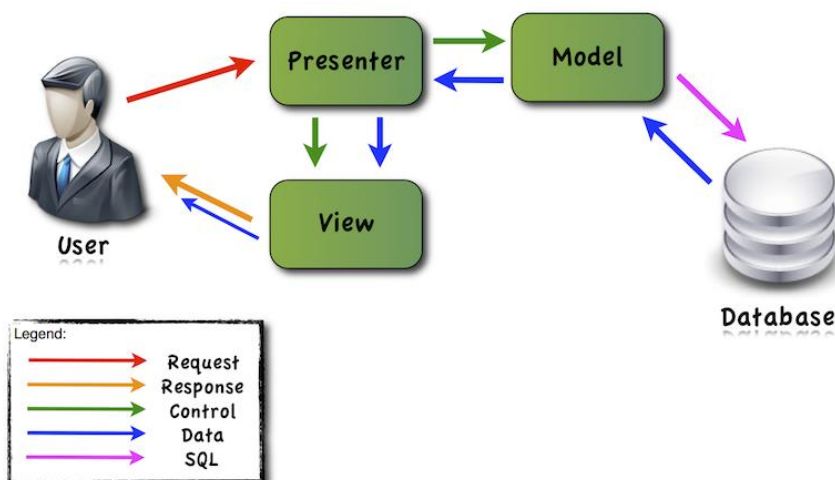 Presenter
Model
View
User
Database
Legend:
Request
Response
Control
Data
SQL